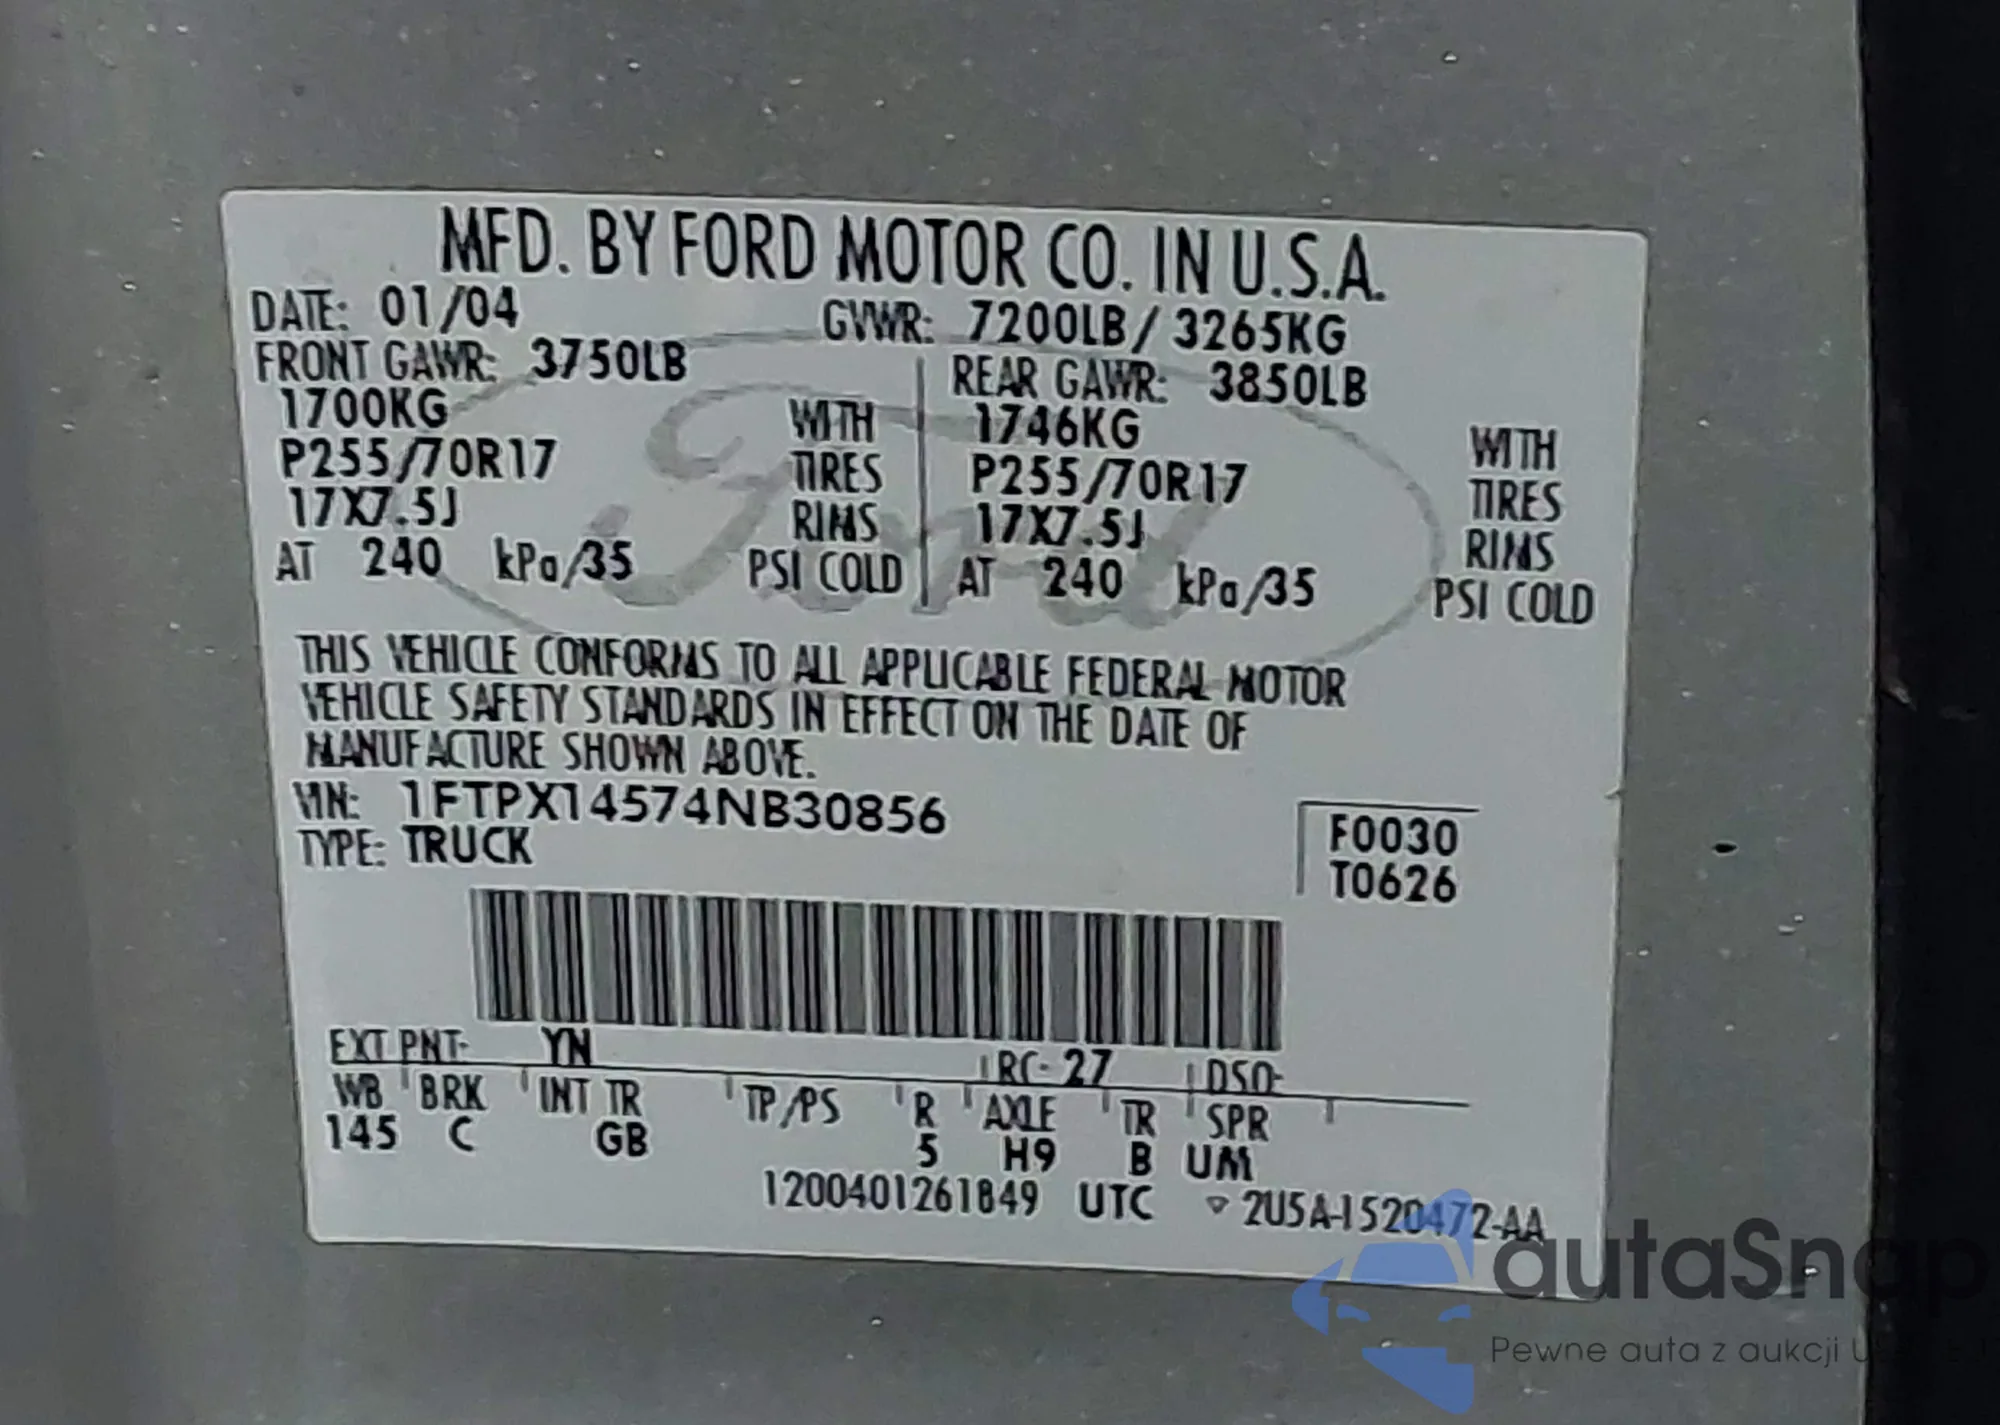 MFD. BY FORD MOTOR CO. IN U.S.A.
DATE: 01/04 GVWR: 7200LB / 3265KG
FRONT GAWR: 3750LB REAR GAWR: 3850LB
1700KG WITH 1746KG WITH
P255/70R17 TIRES P255/70R17 TIRES
17X7.5J RIMS 17X7.5J RIMS
AT 240 kPa/35 PSI COLD AT 240 kPa/35 PSI COLD
Ford
THIS VEHICLE CONFORMS TO ALL APPLICABLE FEDERAL MOTOR
VEHICLE SAFETY STANDARDS IN EFFECT ON THE DATE OF
MANUFACTURE SHOWN ABOVE.
VIN: 1FTPX14574NB30856 F0030
TYPE: TRUCK T0626
EXT PNT- YN RC- 27 DSO-
WB BRK INT TR TP/PS R AXLE TR SPR
145 C GB 5 H9 B UM
1200401261849 UTC 2U5A-1520472-AA
autaSnap
Pewne auta z aukcji